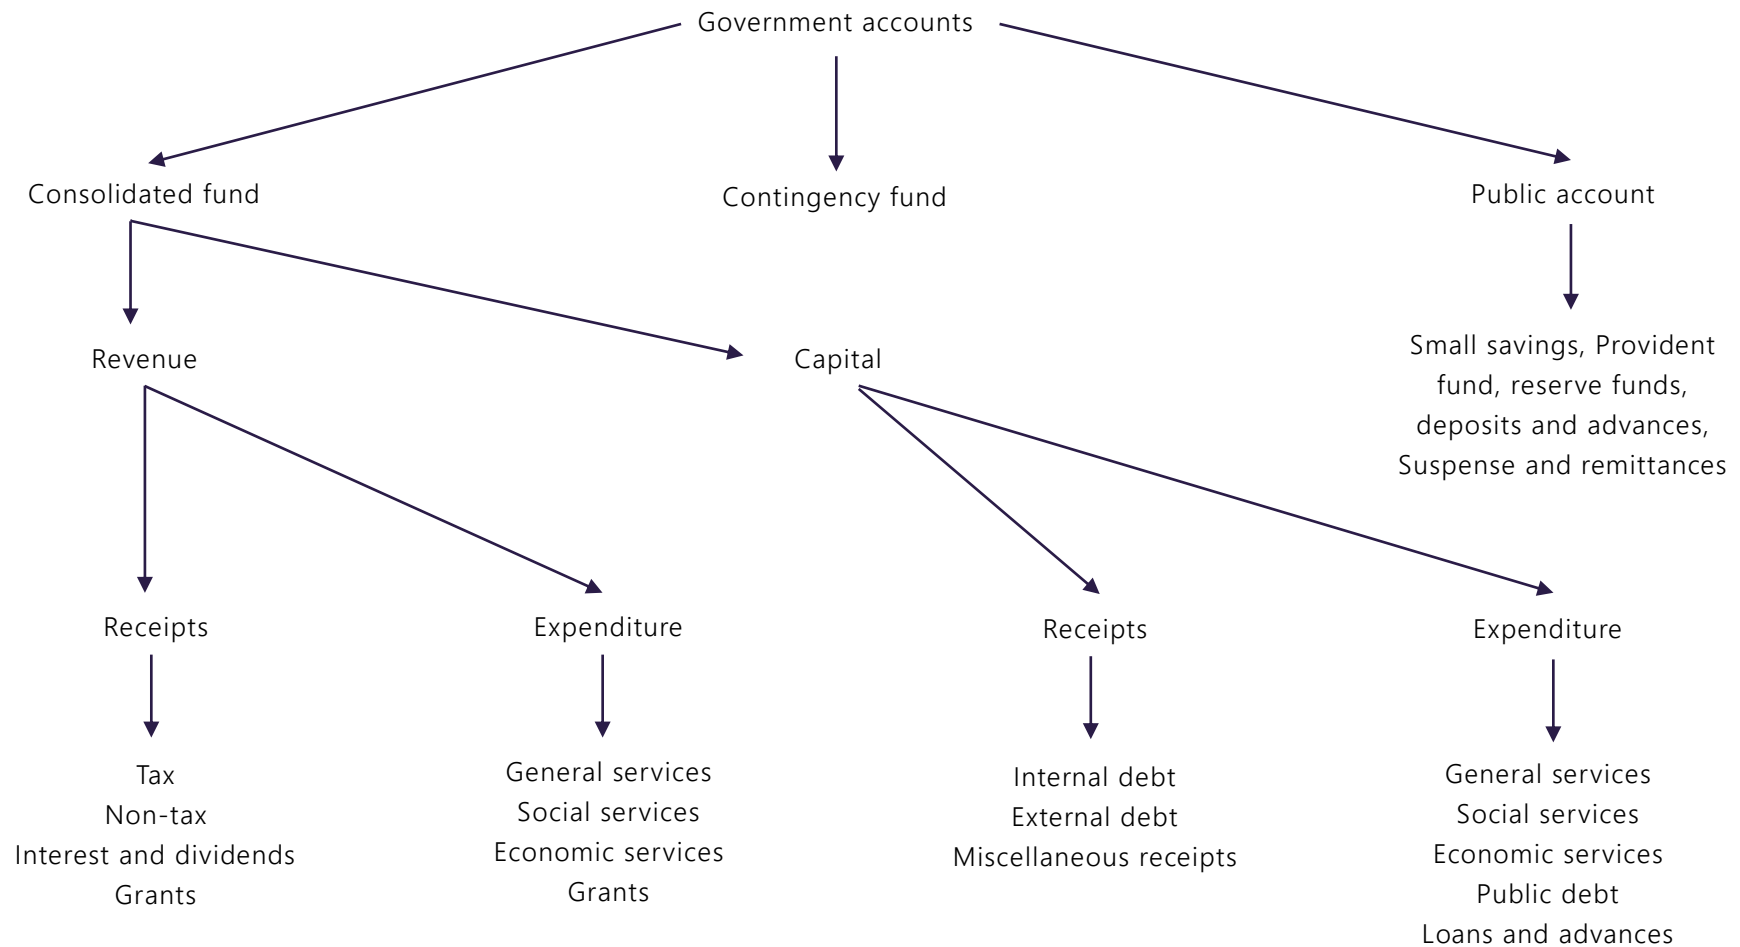 Government accounts
Consolidated fund
Contingency fund
Public account
Revenue
Capital
Small savings, Provident
fund, reserve funds,
deposits and advances,
Suspense and remittances
Receipts
Expenditure
Receipts
Expenditure
Tax
Non-tax
Interest and dividends
Grants
General services
Social services
Economic services
Grants
Internal debt
External debt
Miscellaneous receipts
General services
Social services
Economic services
Public debt
Loans and advances